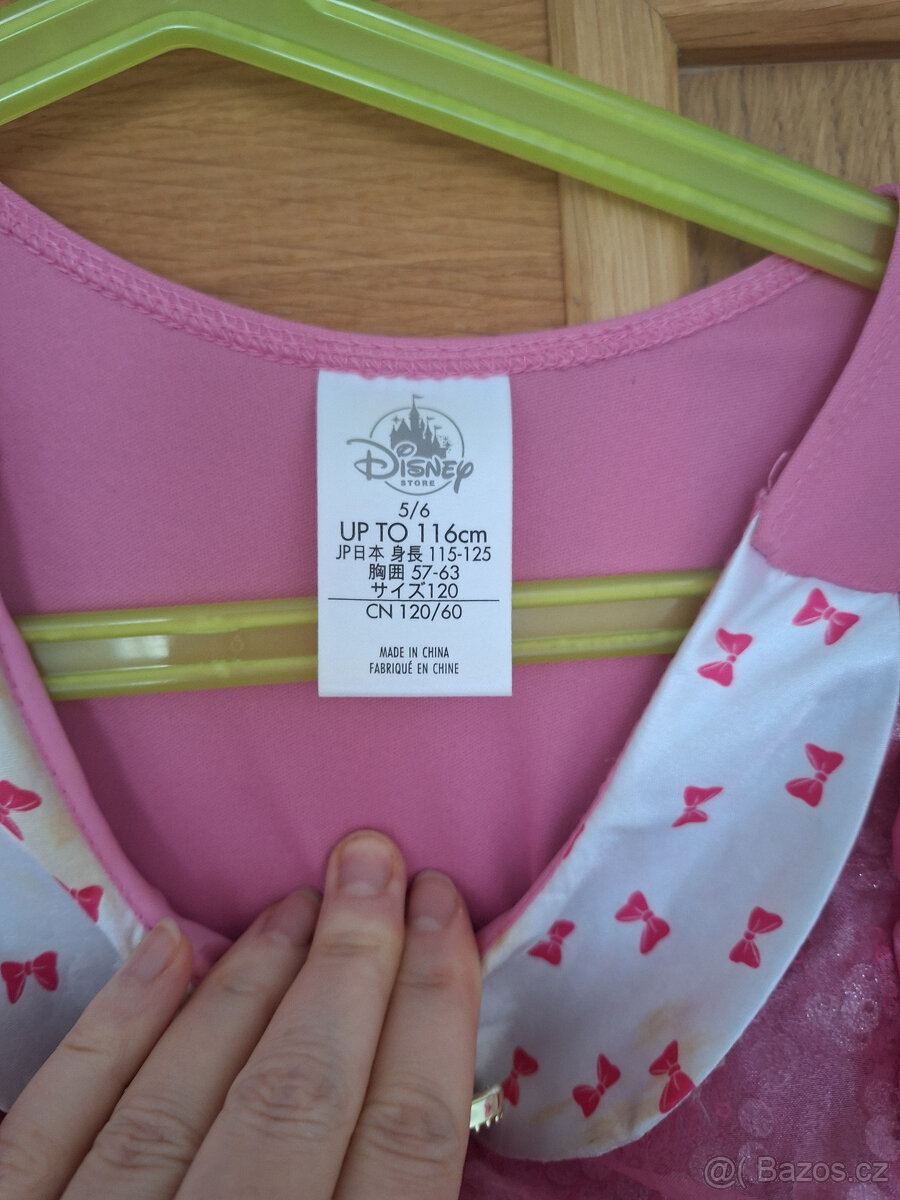 Disney
STORE
5/6
UP TO 116cm
JP日本 身長 115-125
胸囲 57-63
サイズ120
CN 120/60
MADE IN CHINA
FABRIQUÉ EN CHINE
@( Bazos.cz